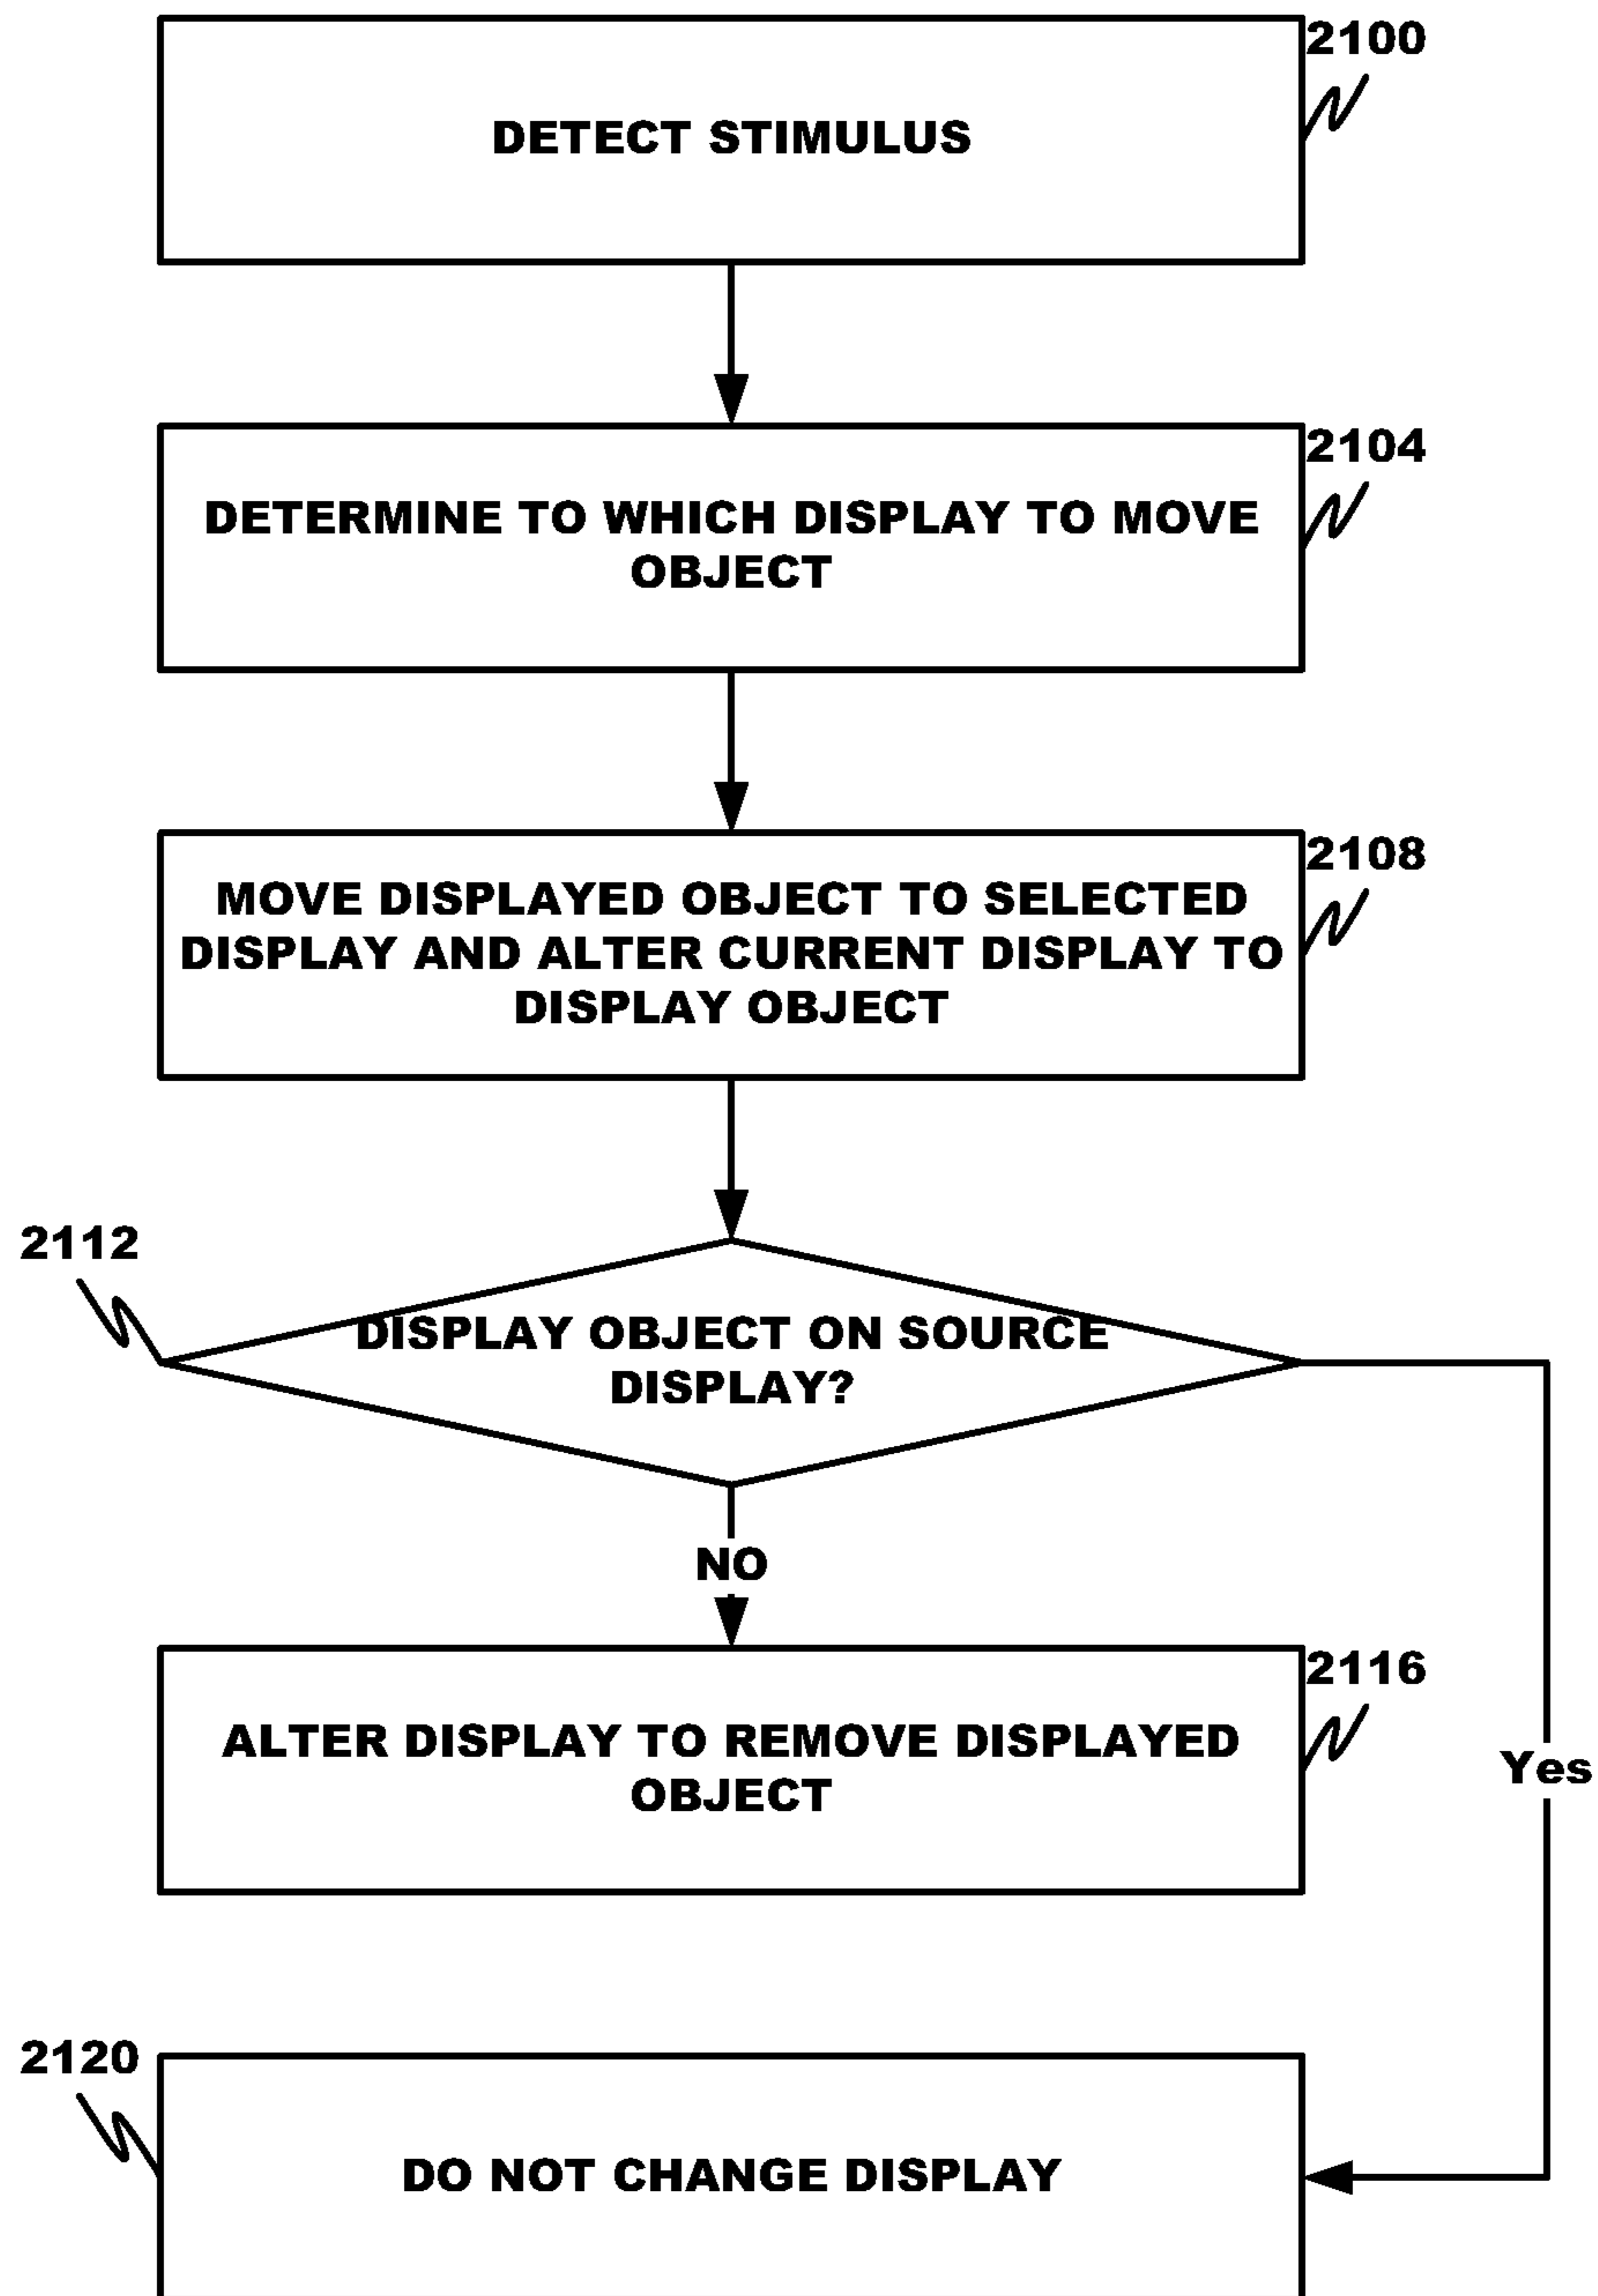 2100
DETECT STIMULUS
2104
DETERMINE TO WHICH DISPLAY TO MOVE
OBJECT
2108
MOVE DISPLAYED OBJECT TO SELECTED
DISPLAY AND ALTER CURRENT DISPLAY TO
DISPLAY OBJECT
2112
DISPLAY OBJECT ON SOURCE
DISPLAY?
NO
2116
ALTER DISPLAY TO REMOVE DISPLAYED
OBJECT
Yes
2120
DO NOT CHANGE DISPLAY